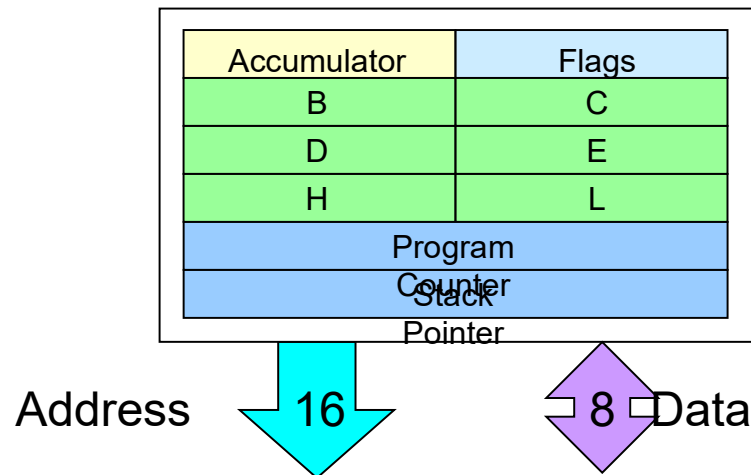 Accumulator Flags
B C
D E
H L
Program
Counter
Stack
Pointer
Address 16 8 Data